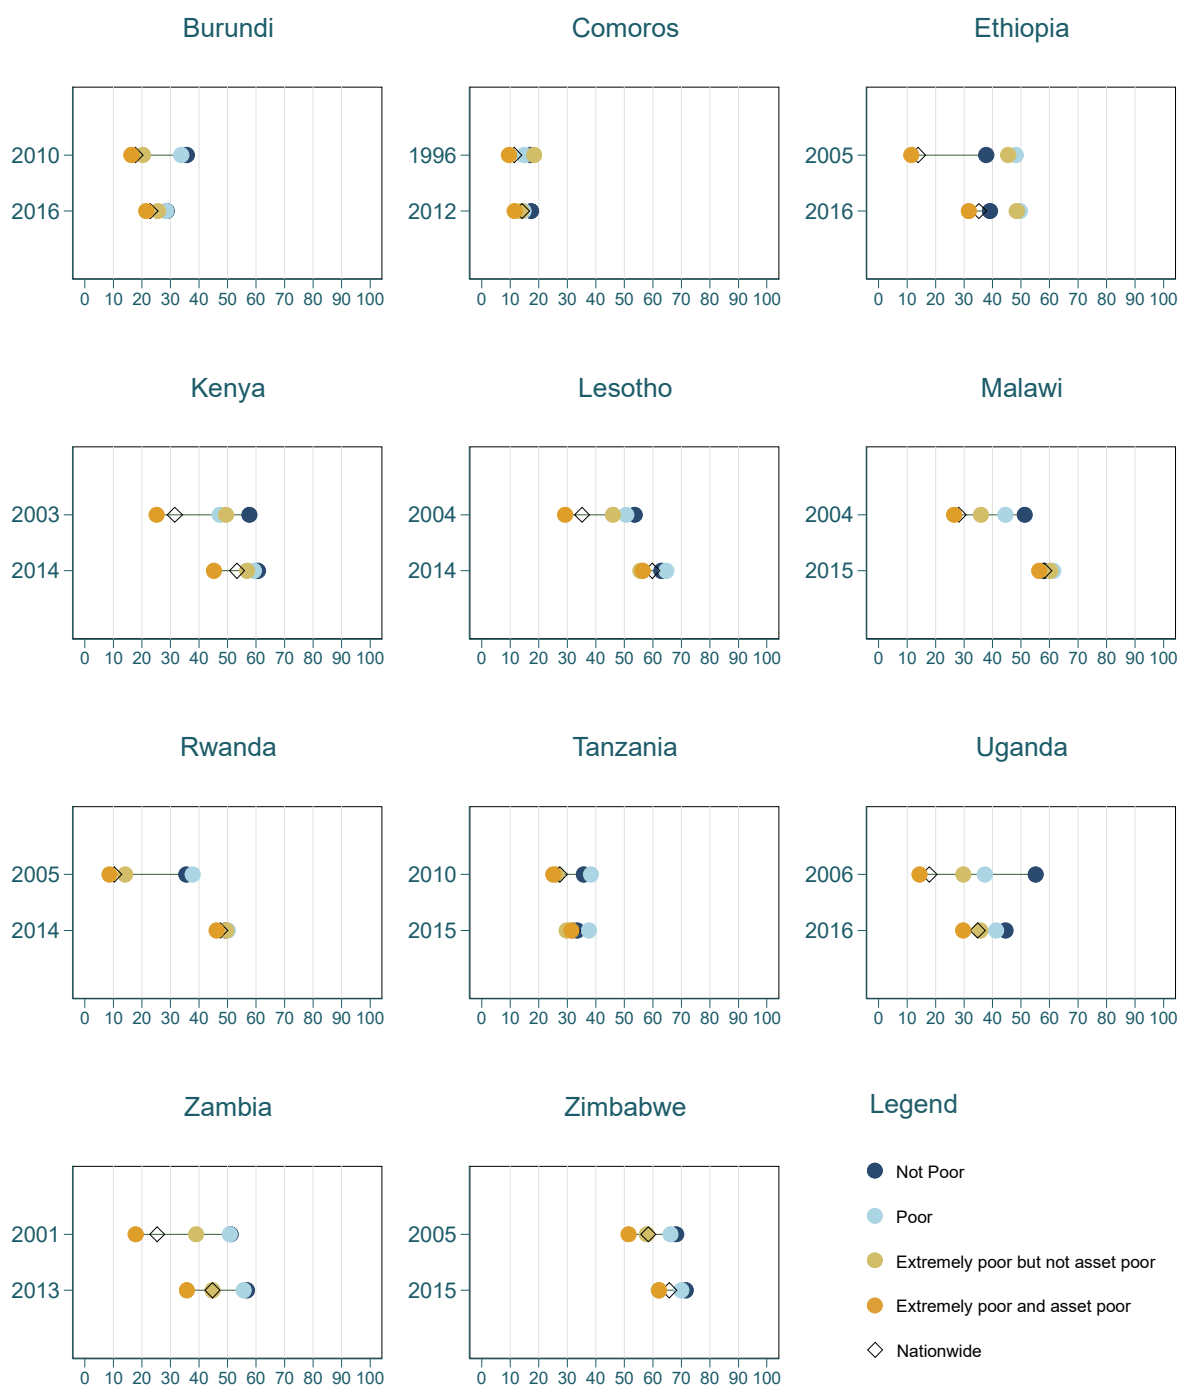 Burundi
2010
2016
0 10 20 30 40 50 60 70 80 90 100
Comoros
1996
2012
0 10 20 30 40 50 60 70 80 90 100
Ethiopia
2005
2016
0 10 20 30 40 50 60 70 80 90 100
Kenya
2003
2014
0 10 20 30 40 50 60 70 80 90 100
Lesotho
2004
2014
0 10 20 30 40 50 60 70 80 90 100
Malawi
2004
2015
0 10 20 30 40 50 60 70 80 90 100
Rwanda
2005
2014
0 10 20 30 40 50 60 70 80 90 100
Tanzania
2010
2015
0 10 20 30 40 50 60 70 80 90 100
Uganda
2006
2016
0 10 20 30 40 50 60 70 80 90 100
Zambia
2001
2013
0 10 20 30 40 50 60 70 80 90 100
Zimbabwe
2005
2015
0 10 20 30 40 50 60 70 80 90 100
Legend
Not Poor
Poor
Extremely poor but not asset poor
Extremely poor and asset poor
Nationwide